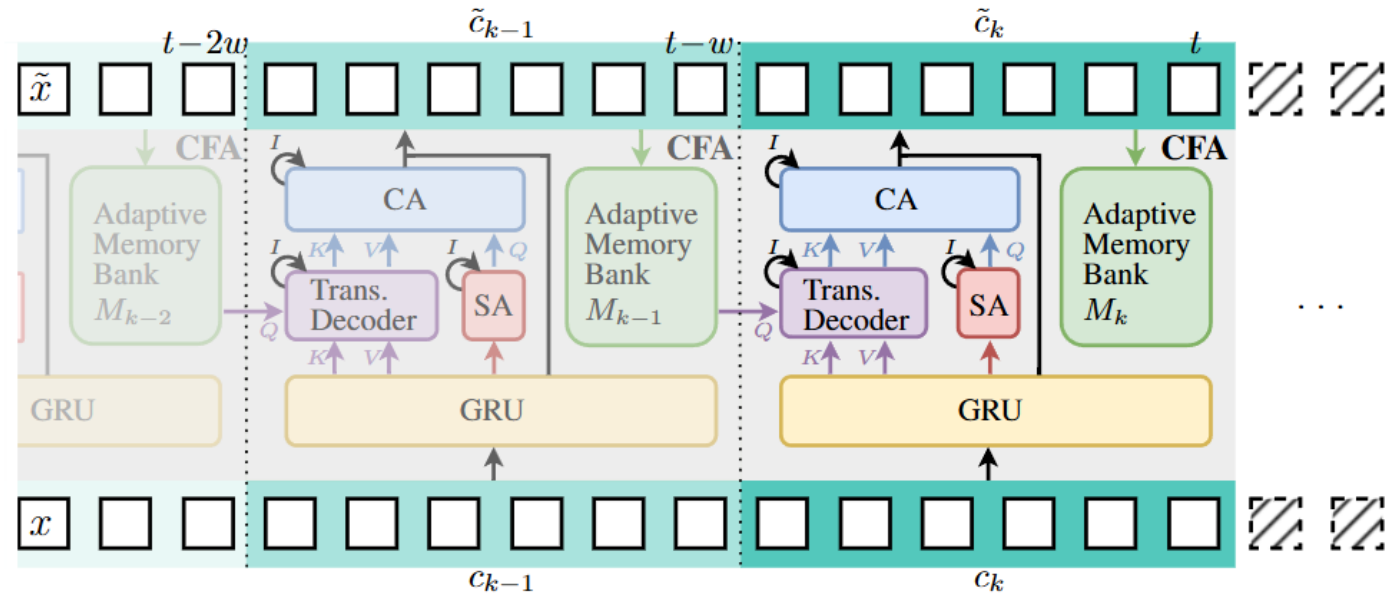 c̃ₖ₋₁ c̃ₖ
t−2w t−w t
x̃
CFA CFA CFA
I I
CA CA
Adaptive Memory Bank Mₖ₋₂
Adaptive Memory Bank Mₖ₋₁
Adaptive Memory Bank Mₖ
K V Q K V Q
I I I I
Trans. Decoder SA
Trans. Decoder SA
Q Q
K V K V
. . .
GRU GRU GRU
x
cₖ₋₁ cₖ